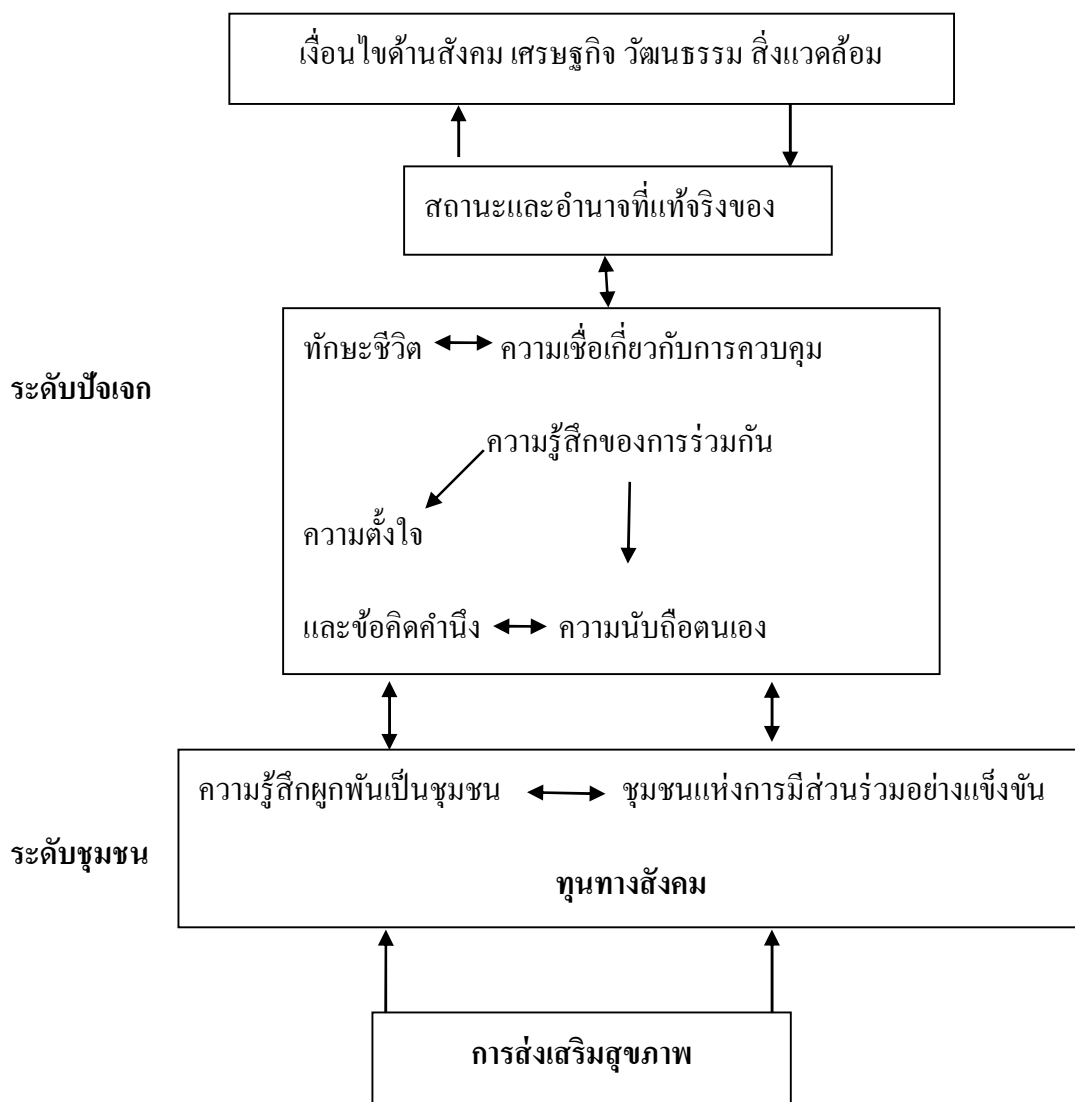 เงื่อนไขด้านสังคม เศรษฐกิจ วัฒนธรรม สิ่งแวดล้อม
สถานะและอำนาจที่แท้จริงของ
ระดับปัจเจก
ทักษะชีวิต ความเชื่อเกี่ยวกับการควบคุม
ความรู้สึกของการร่วมกัน
ความตั้งใจ
และข้อคิดคำนึง ความนับถือตนเอง
ความรู้สึกผูกพันเป็นชุมชน ชุมชนแห่งการมีส่วนร่วมอย่างแข็งขัน
ระดับชุมชน
ทุนทางสังคม
การส่งเสริมสุขภาพ